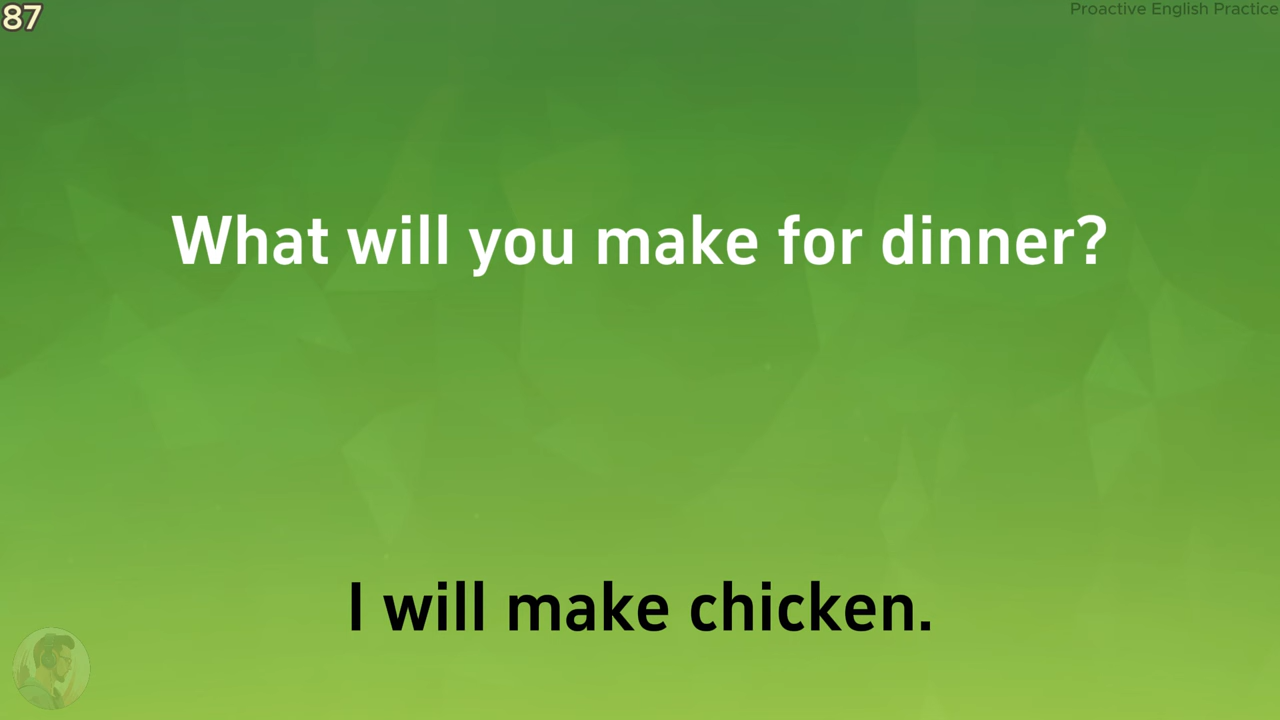 87
Proactive English Practice
What will you make for dinner?
I will make chicken.